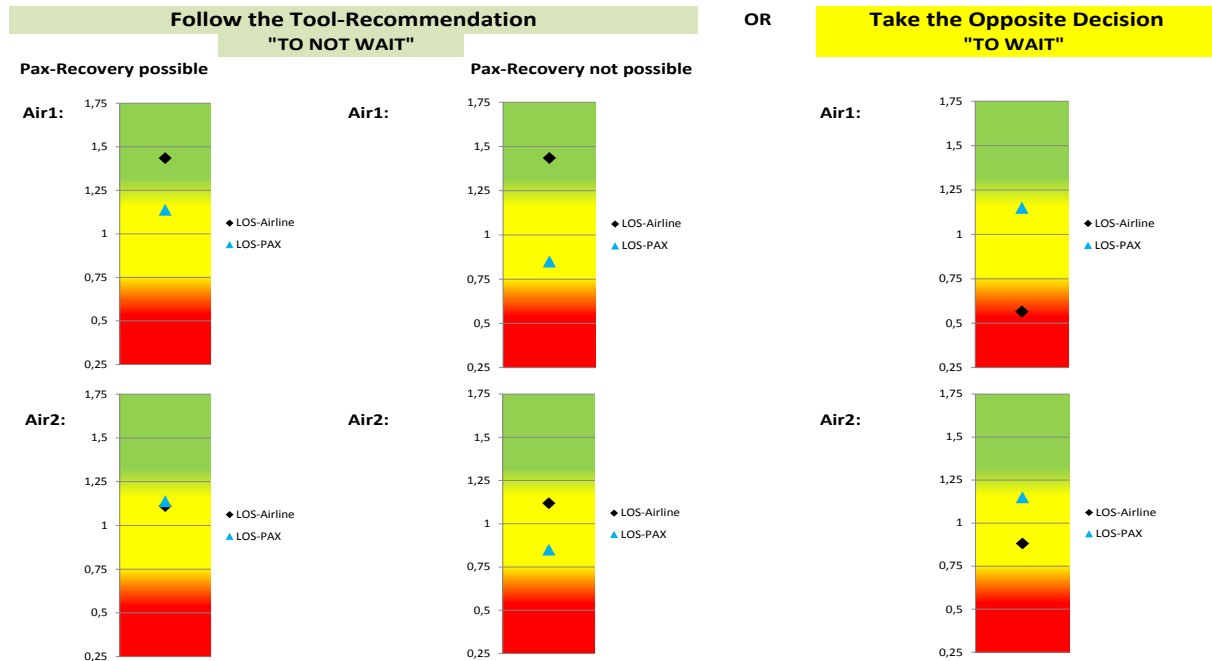 Follow the Tool-Recommendation
"TO NOT WAIT"
OR
Take the Opposite Decision
"TO WAIT"
Pax-Recovery possible
Pax-Recovery not possible
Air1:
1,75
1,5
1,25
1
0,75
0,5
0,25
LOS-Airline
LOS-PAX
Air1:
1,75
1,5
1,25
1
0,75
0,5
0,25
LOS-Airline
LOS-PAX
Air1:
1,75
1,5
1,25
1
0,75
0,5
0,25
LOS-Airline
LOS-PAX
Air2:
1,75
1,5
1,25
1
0,75
0,5
0,25
LOS-Airline
LOS-PAX
Air2:
1,75
1,5
1,25
1
0,75
0,5
0,25
LOS-Airline
LOS-PAX
Air2:
1,75
1,5
1,25
1
0,75
0,5
0,25
LOS-Airline
LOS-PAX